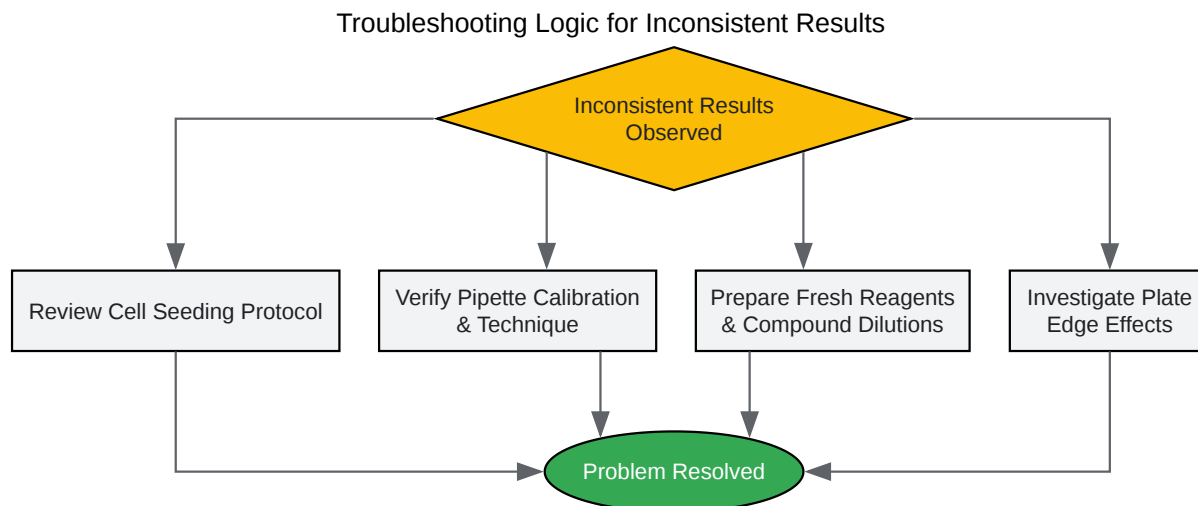 Troubleshooting Logic for Inconsistent Results
Inconsistent Results
Observed
Review Cell Seeding Protocol
Verify Pipette Calibration
& Technique
Prepare Fresh Reagents
& Compound Dilutions
Investigate Plate
Edge Effects
Problem Resolved